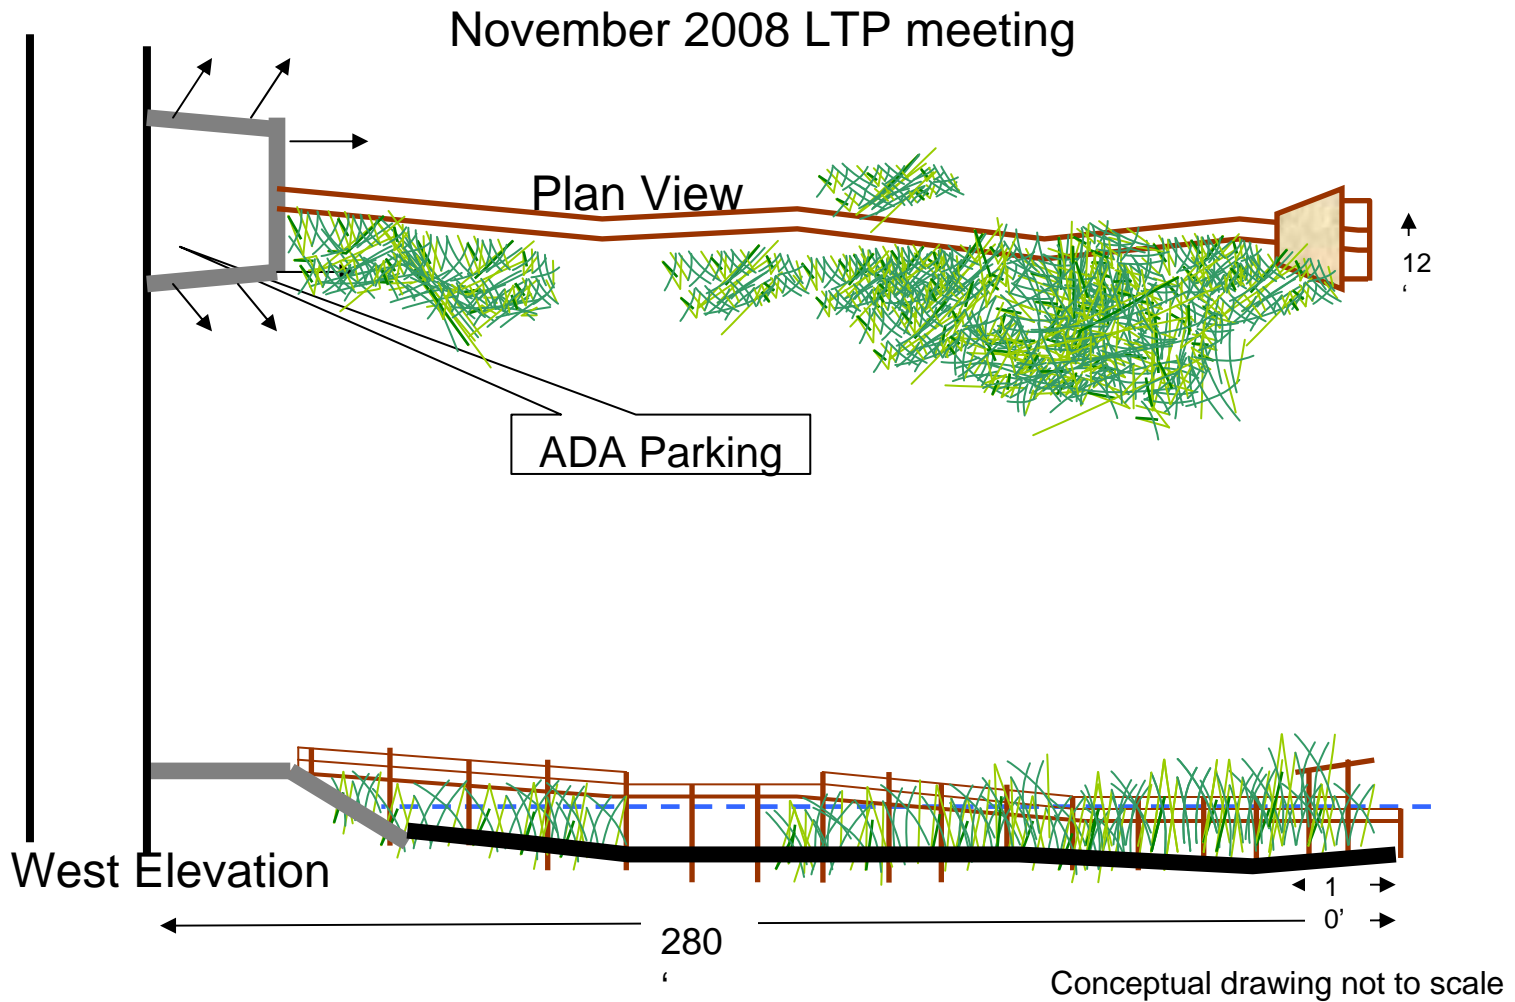 November 2008 LTP meeting
Plan View
12
‘
ADA Parking
West Elevation
1
0’
280
‘
Conceptual drawing not to scale